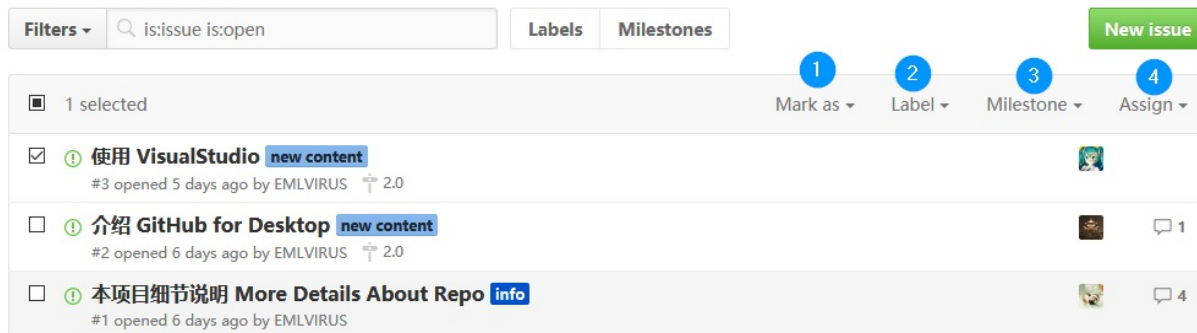 Filters is:issue is:open Labels Milestones New issue
1 2 3 4
1 selected Mark as Label Milestone Assign
使用 VisualStudio new content
#3 opened 5 days ago by EMLVIRUS 2.0
介绍 GitHub for Desktop new content 1
#2 opened 6 days ago by EMLVIRUS 2.0
本项目细节说明 More Details About Repo info 4
#1 opened 6 days ago by EMLVIRUS